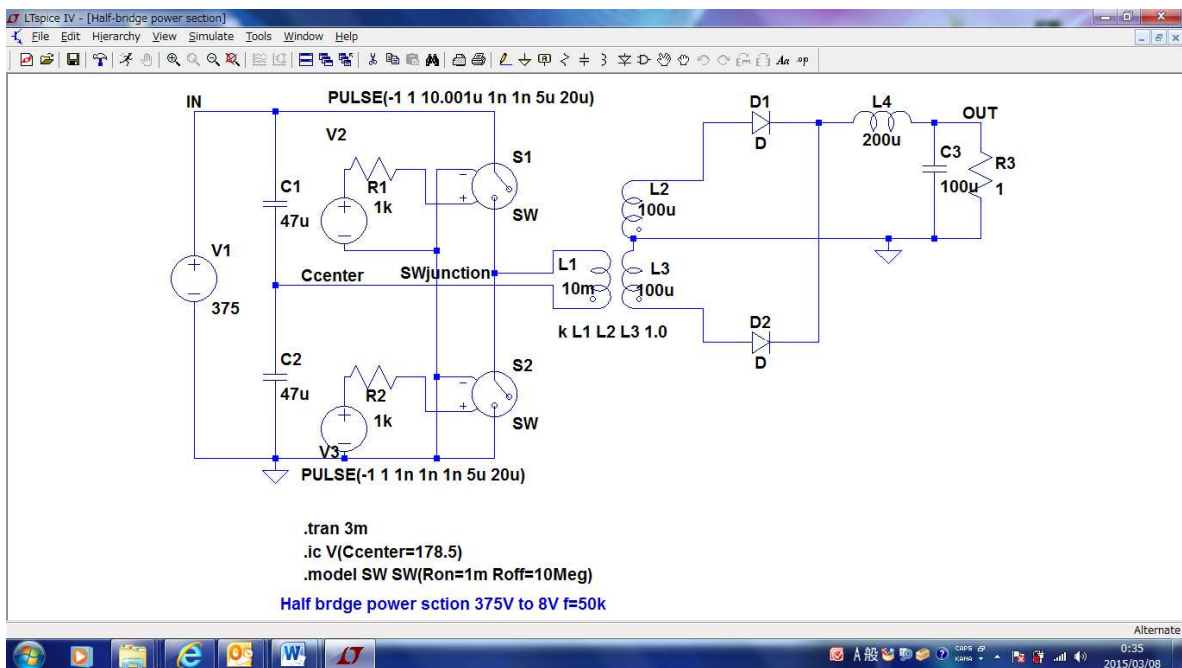 LTspice IV - [Half-bridge power section]
File Edit Hierarchy View Simulate Tools Window Help
IN
PULSE(-1 1 10.001u 1n 1n 5u 20u)
V2
R1
1k
S1
SW
C1
47u
V1
375
Ccenter
SWjunction
L1
10m
L2
100u
L3
100u
k L1 L2 L3 1.0
D1
D
D2
D
L4
200u
OUT
C3
100u
R3
1
C2
47u
R2
1k
V3
S2
SW
PULSE(-1 1 1n 1n 1n 5u 20u)
.tran 3m
.ic V(Ccenter=178.5)
.model SW SW(Ron=1m Roff=10Meg)
Half brdge power sction 375V to 8V f=50k
Alternate
A 般
CAPS
KANA
0:35
2015/03/08